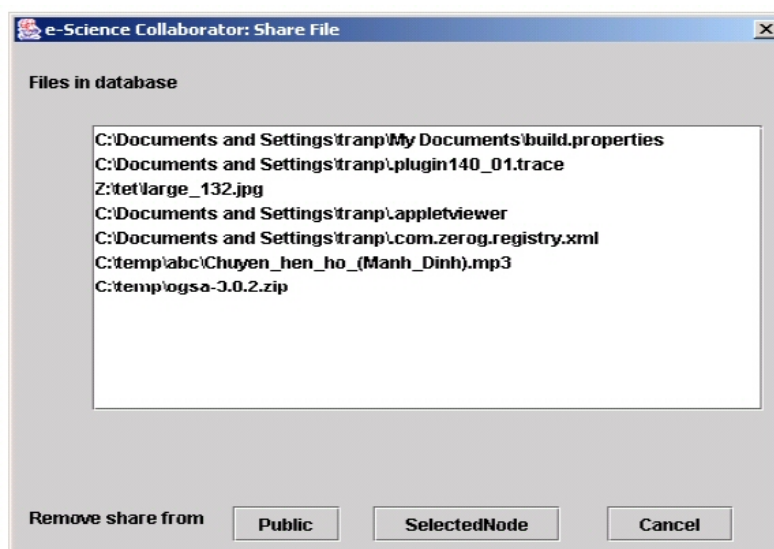 e-Science Collaborator: Share File
Files in database
C:\Documents and Settings\tranp\My Documents\build.properties
C:\Documents and Settings\tranp\.plugin140_01.trace
Z:\tet\large_132.jpg
C:\Documents and Settings\tranp\.appletviewer
C:\Documents and Settings\tranp\.com.zerog.registry.xml
C:\temp\abc\Chuyen_hen_ho_(Manh_Dinh).mp3
C:\temp\ogsa-3.0.2.zip
Remove share from Public SelectedNode Cancel